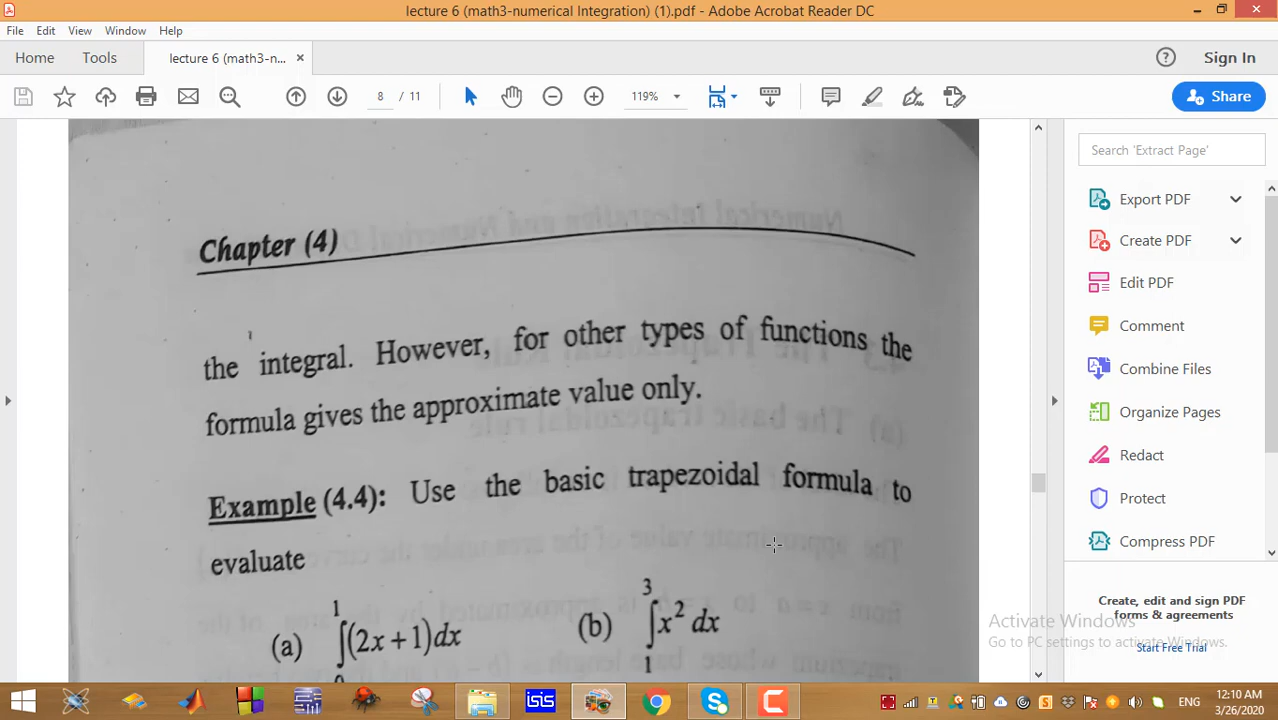 lecture 6 (math3-numerical Integration) (1).pdf - Adobe Acrobat Reader DC
File Edit View Window Help
Home Tools lecture 6 (math3-n... × Sign In
8 / 11 119% Share
Search 'Extract Page'
Export PDF
Create PDF
Edit PDF
Comment
Combine Files
Organize Pages
Redact
Protect
Compress PDF
Create, edit and sign PDF
forms & agreements
Start Free Trial
Chapter (4)
the integral. However, for other types of functions the
formula gives the approximate value only.
Example (4.4): Use the basic trapezoidal formula to
evaluate
(a) ∫₀¹(2x+1)dx (b) ∫₁³x² dx
Activate Windows
Go to PC settings to activate Windows.
isis
12:10 AM
3/26/2020